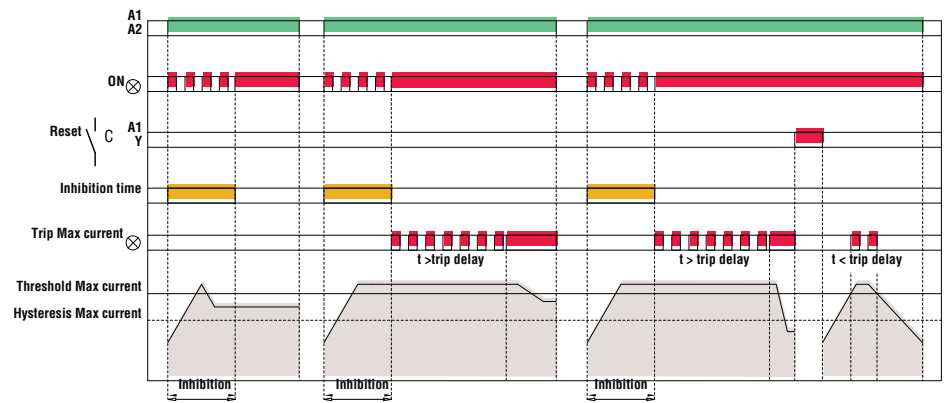 A1
A2
ON
Reset
C
A1
Y
Inhibition time
Trip Max current
t >trip delay
t > trip delay
t < trip delay
Threshold Max current
Hysteresis Max current
Inhibition
Inhibition
Inhibition